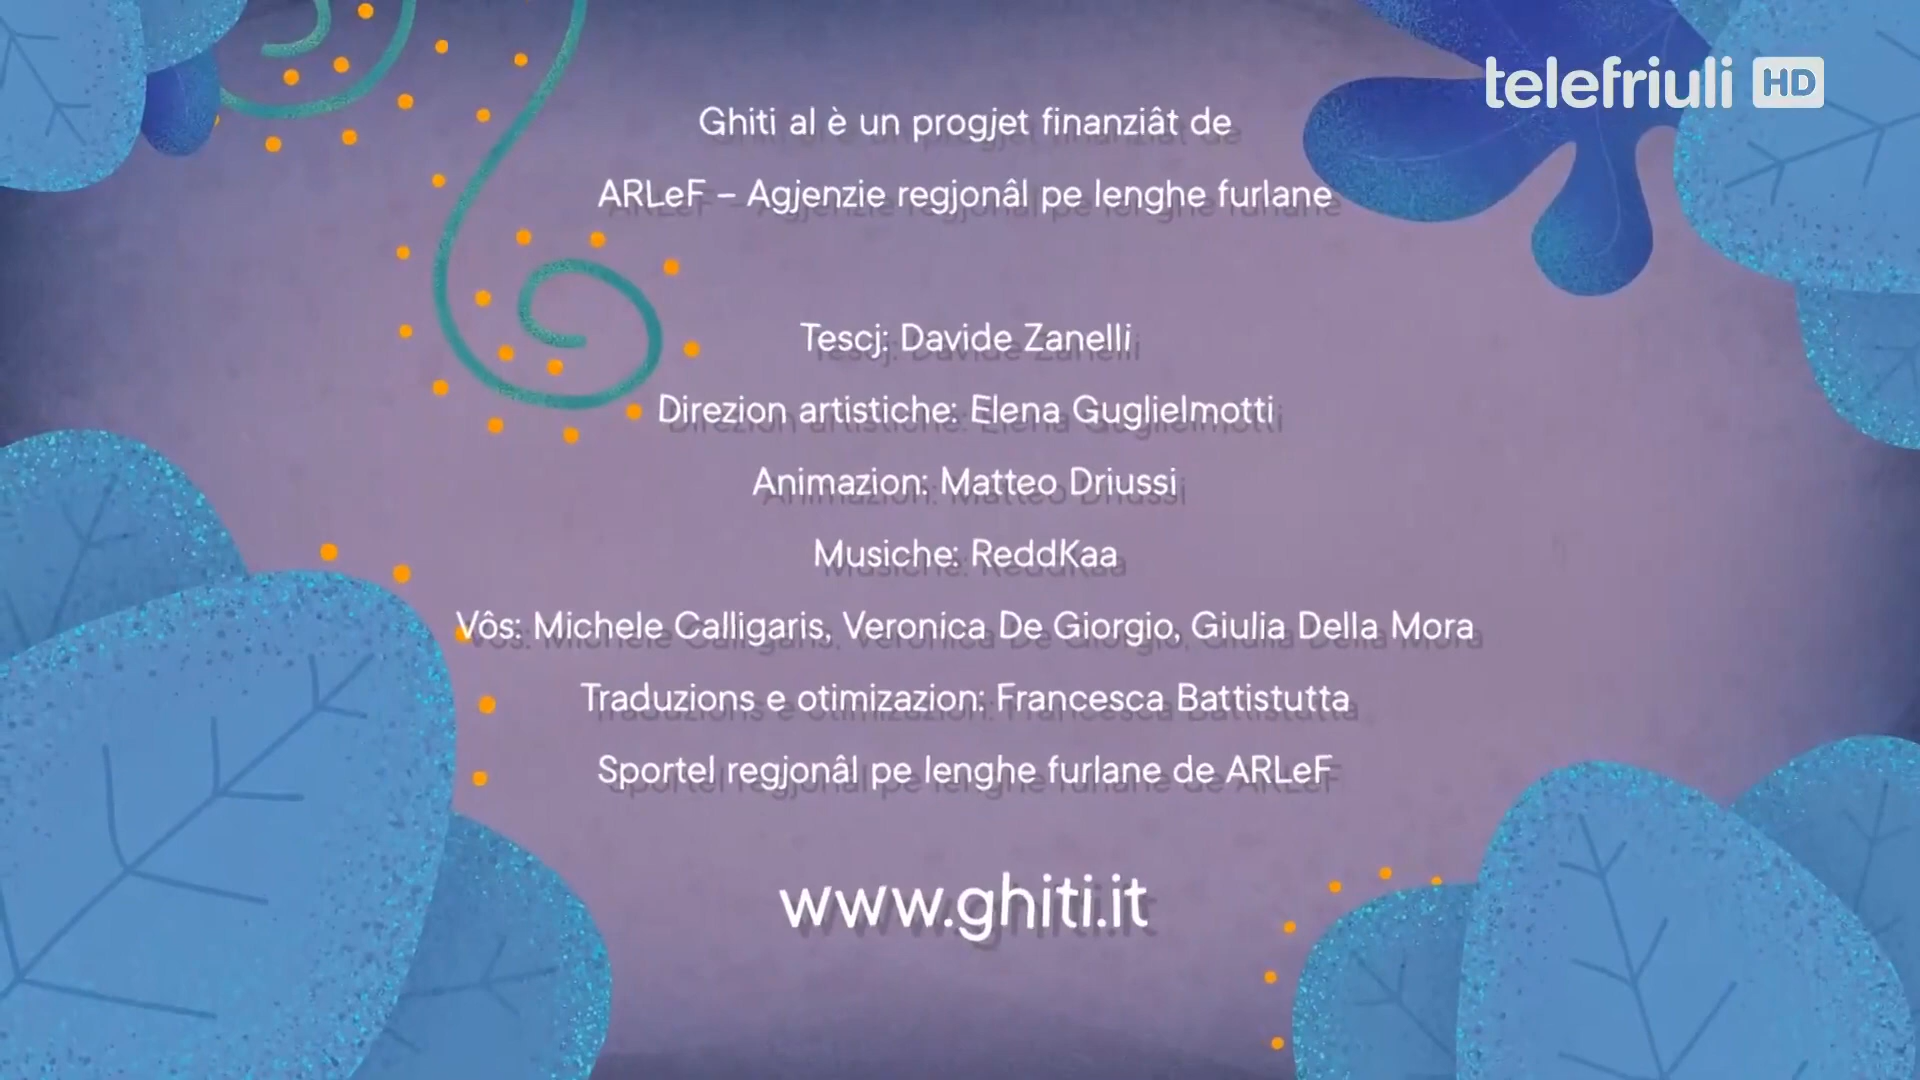 telefriuli HD
Ghiti al è un progjet finanziât de
ARLeF – Agjenzie regjonâl pe lenghe furlane
Tescj: Davide Zanelli
Direzion artistiche: Elena Guglielmotti
Animazion: Matteo Driussi
Musiche: ReddKaa
Vôs: Michele Calligaris, Veronica De Giorgio, Giulia Della Mora
Traduzions e otimizazion: Francesca Battistutta
Sportel regjonâl pe lenghe furlane de ARLeF
www.ghiti.it